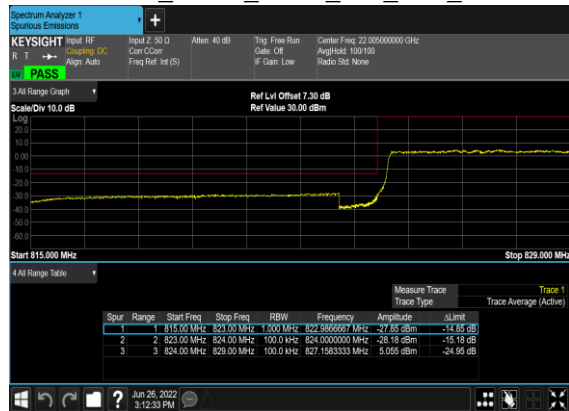 Spectrum Analyzer 1
Spurious Emissions
KEYSIGHT Input: RF Input Z: 50 Ω Atten: 40 dB Trig: Free Run Center Freq: 22.005000000 GHz
R T Coupling: DC Corr CCorr Gate: Off Avg|Hold: 100/100
Align: Auto Freq Ref: Int (S) IF Gain: Low Radio Std: None
LV PASS
3 All Range Graph
Ref Lvl Offset 7.30 dB
Scale/Div 10.0 dB Ref Value 30.00 dBm
Log
20.0
10.0
0.00
-10.0
-20.0
-30.0
-40.0
-50.0
-60.0
Start 815.000 MHz Stop 829.000 MHz
4 All Range Table
Measure Trace Trace 1
Trace Type Trace Average (Active)
Spur Range Start Freq Stop Freq RBW Frequency Amplitude ΔLimit
1 1 815.00 MHz 823.00 MHz 1.000 MHz 822.9866667 MHz -27.85 dBm -14.85 dB
2 2 823.00 MHz 824.00 MHz 100.0 kHz 824.0000000 MHz -28.18 dBm -15.18 dB
3 3 824.00 MHz 829.00 MHz 100.0 kHz 827.1583333 MHz 5.055 dBm -24.95 dB
? Jun 26, 2022
3:12:33 PM